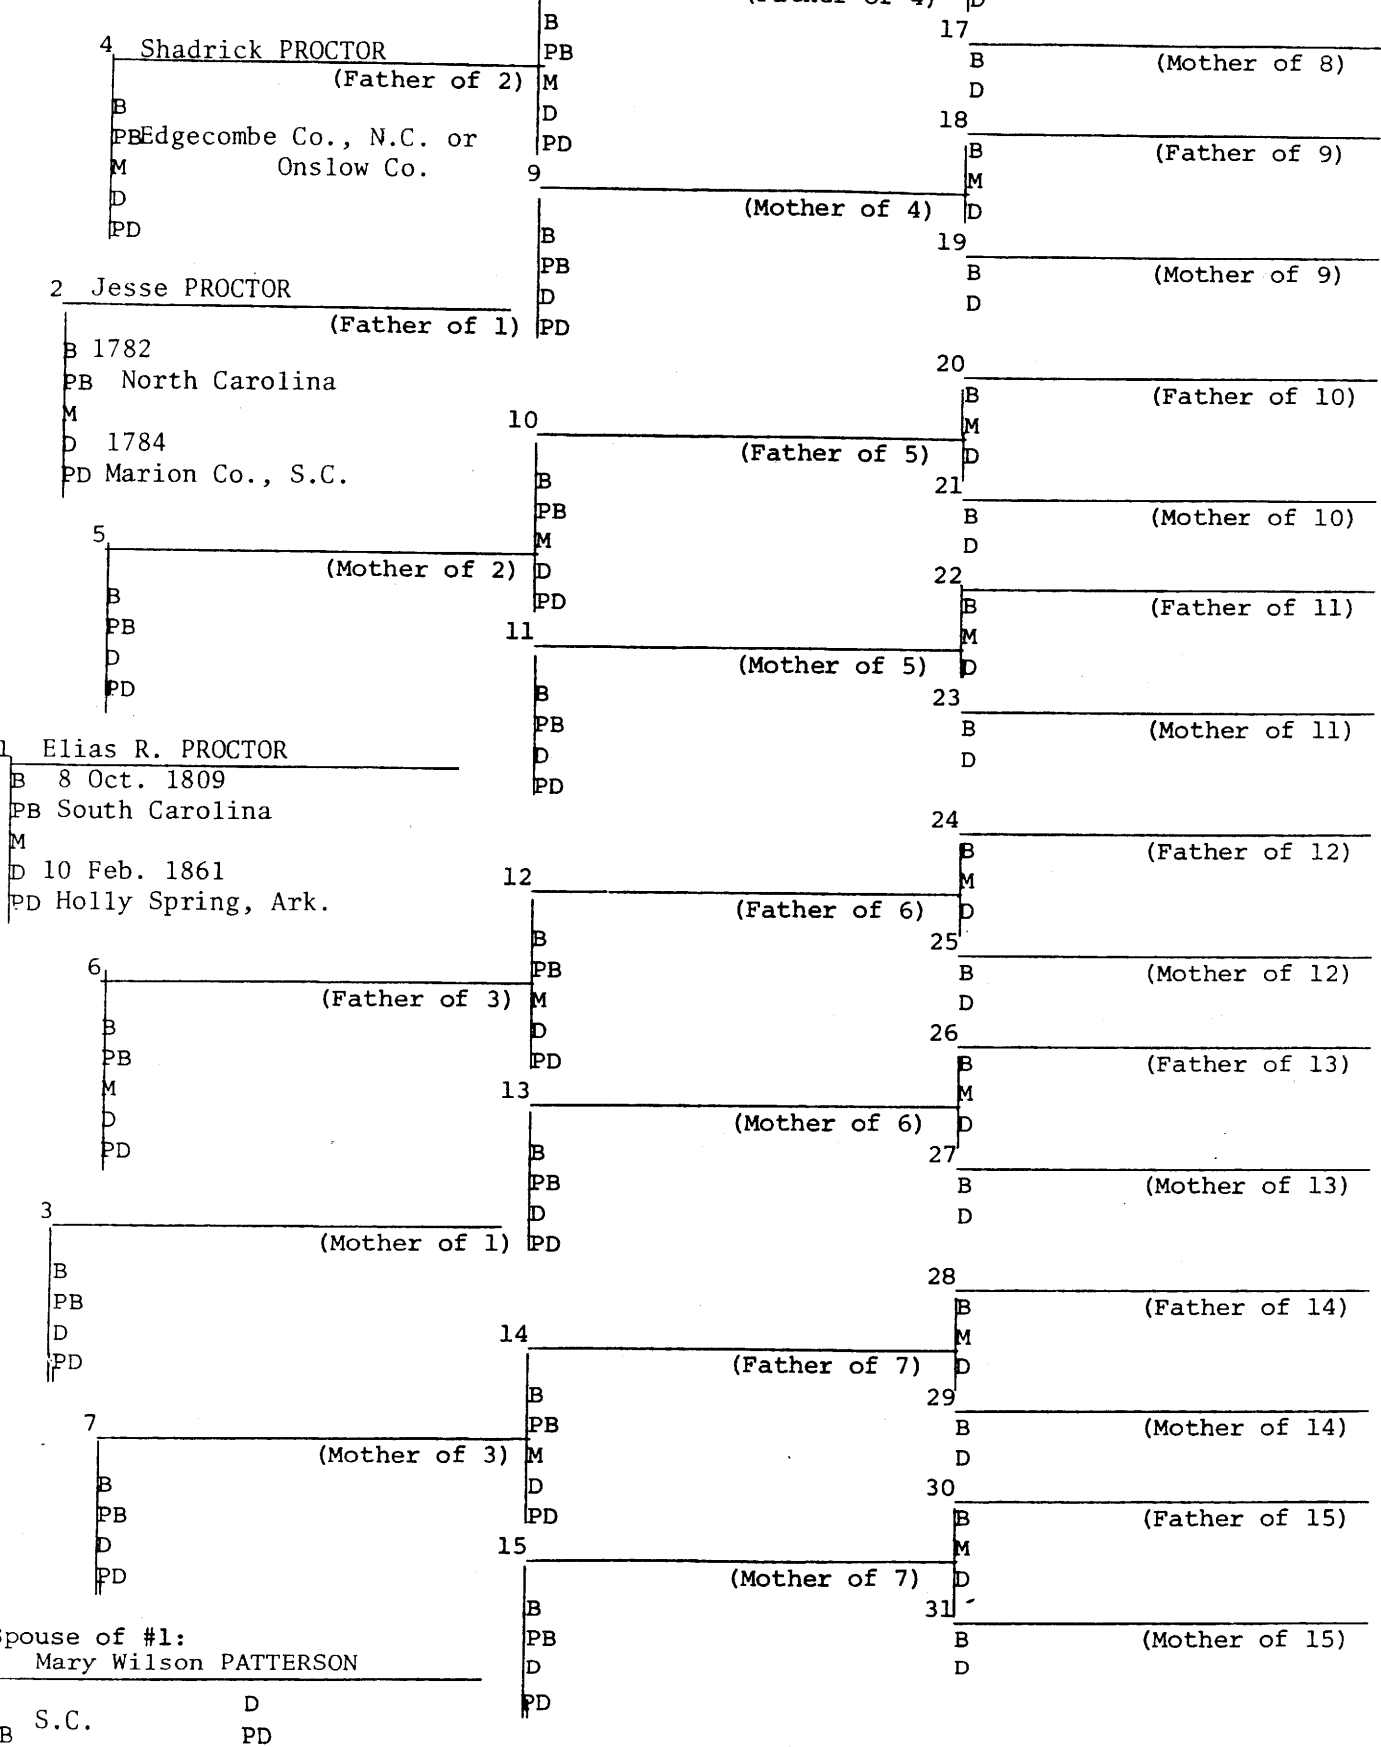 (Father of 4) D
B
17
4 Shadrick PROCTOR
PB
(Mother of 8)
B
(Father of 2) M
D
B
D
18
PB Edgecombe Co., N.C. or
PD
B (Father of 9)
M Onslow Co.
9
M
D
(Mother of 4) D
PD
B
19
PB
B (Mother of 9)
2 Jesse PROCTOR
D
D
(Father of 1) PD
B 1782
20
PB North Carolina
B (Father of 10)
M
10
M
D 1784
(Father of 5) D
PD Marion Co., S.C.
B
21
PB
B (Mother of 10)
5
M
D
(Mother of 2) D
22
B
PD
B (Father of 11)
PB
11
M
D
(Mother of 5) D
PD
B
23
PB
B (Mother of 11)
1 Elias R. PROCTOR
D
D
B 8 Oct. 1809
PD
PB South Carolina
24
M
B (Father of 12)
D 10 Feb. 1861
12
M
PD Holly Spring, Ark.
(Father of 6) D
B
25
6
PB
B (Mother of 12)
(Father of 3) M
D
B
D
26
PB
PD
B (Father of 13)
M
13
M
D
(Mother of 6) D
PD
B
27
PB
B (Mother of 13)
3
D
D
(Mother of 1) PD
B
28
PB
B (Father of 14)
D
14
M
PD
(Father of 7) D
B
29
7
PB
B (Mother of 14)
(Mother of 3) M
D
B
D
30
PB
PD
B (Father of 15)
D
15
M
PD
(Mother of 7) D
B
31
Spouse of #1:
PB
B (Mother of 15)
Mary Wilson PATTERSON
D
D
D
PD
S.C.
B
PD